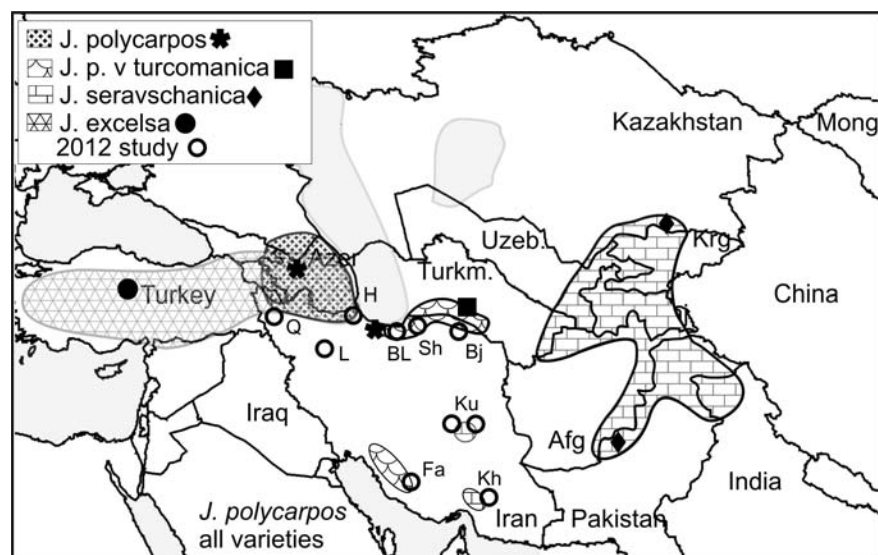 J. polycarpos
J. p. v turcomanica
J. seravschanica
J. excelsa
2012 study
Kazakhstan
Mong
Uzeb.
Krg
Azer
Turkm.
China
Turkey
H
Q
L
BL
Sh
Bj
Iraq
Ku
Afg
Fa
Kh
India
J. polycarpos
all varieties
Iran
Pakistan